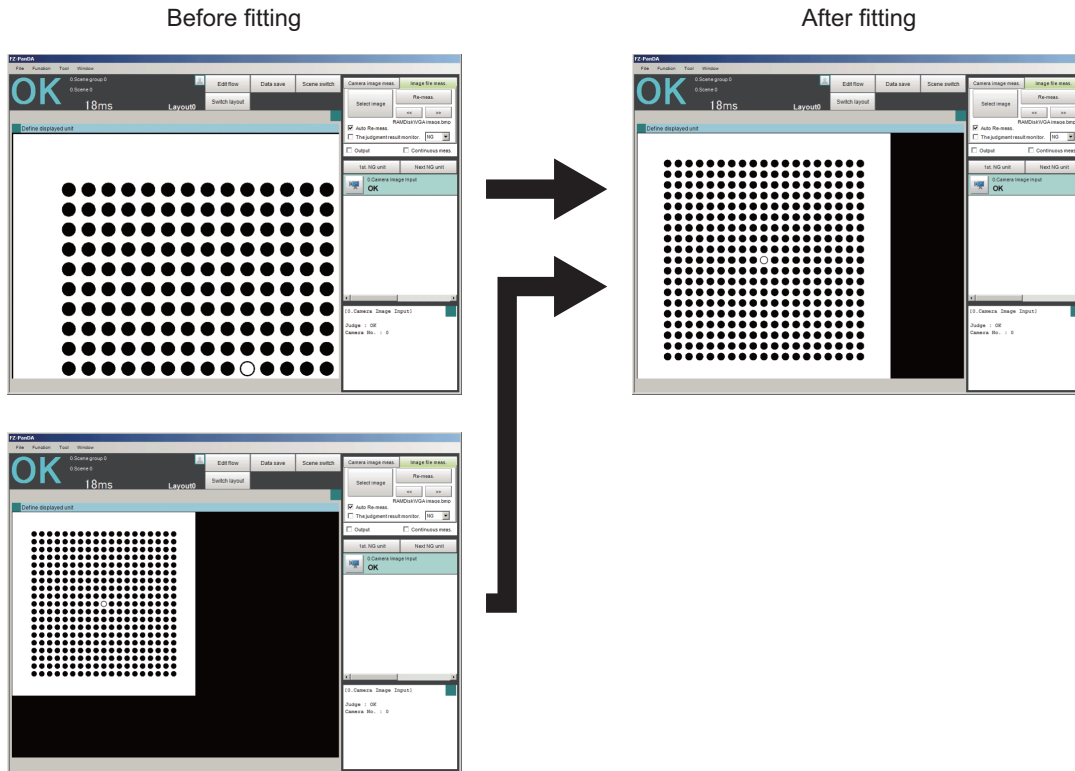 Before fitting
After fitting
FZ-PanDA
File Function Tool Window
OK
0.Scene group 0
0.Scene 0
18ms
Layout0
Edit flow
Data save
Scene switch
Switch layout
Define displayed unit
Camera image meas.
Image file meas.
Select image
Re-meas.
<< >>
RAMDisk\VGA image.bmp
Auto Re-meas.
The judgment result monitor. NG
Output
Continuous meas.
1st. NG unit
Next NG unit
0.Camera Image Input
OK
[0.Camera Image Input]
Judge : OK
Camera No. : 0
FZ-PanDA
File Function Tool Window
OK
0.Scene group 0
0.Scene 0
18ms
Layout0
Edit flow
Data save
Scene switch
Switch layout
Define displayed unit
Camera image meas.
Image file meas.
Select image
Re-meas.
<< >>
RAMDisk\VGA image.bmp
Auto Re-meas.
The judgment result monitor. NG
Output
Continuous meas.
1st. NG unit
Next NG unit
0.Camera Image Input
OK
[0.Camera Image Input]
Judge : OK
Camera No. : 0
FZ-PanDA
File Function Tool Window
OK
0.Scene group 0
0.Scene 0
18ms
Layout0
Edit flow
Data save
Scene switch
Switch layout
Define displayed unit
Camera image meas.
Image file meas.
Select image
Re-meas.
<< >>
RAMDisk\VGA image.bmp
Auto Re-meas.
The judgment result monitor. NG
Output
Continuous meas.
1st. NG unit
Next NG unit
0.Camera Image Input
OK
[0.Camera Image Input]
Judge : OK
Camera No. : 0